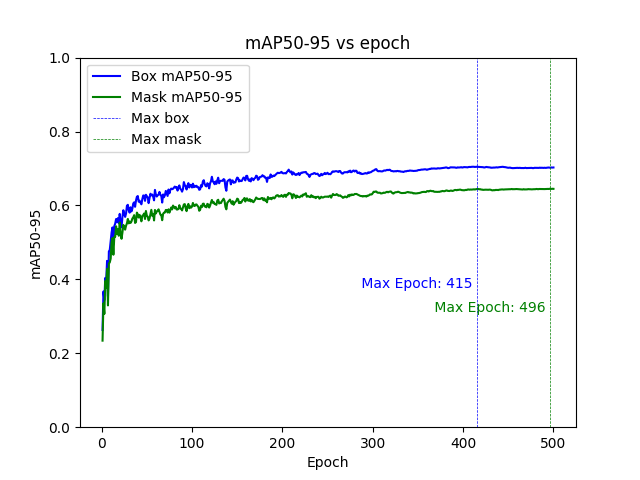 mAP50-95 vs epoch
1.0
0.8
0.6
0.4
0.2
0.0
mAP50-95
Box mAP50-95
Mask mAP50-95
Max box
Max mask
Max Epoch: 415
Max Epoch: 496
0
100
200
300
400
500
Epoch